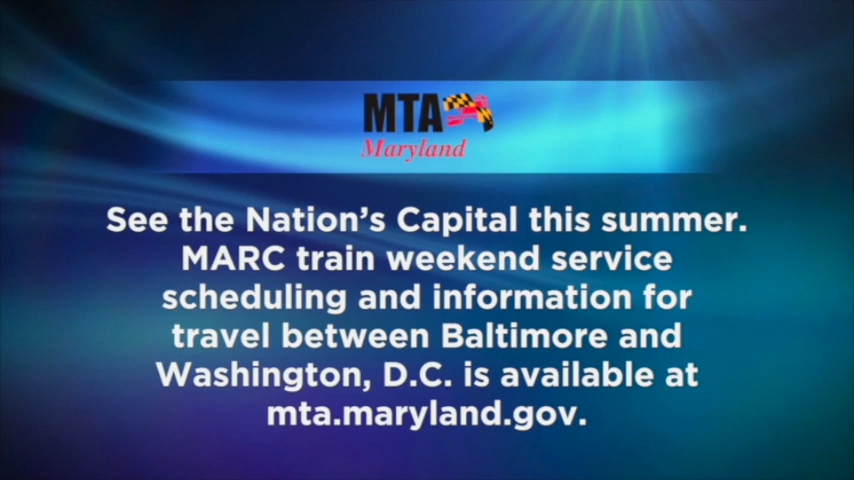 MTA
Maryland
See the Nation's Capital this summer.
MARC train weekend service
scheduling and information for
travel between Baltimore and
Washington, D.C. is available at
mta.maryland.gov.